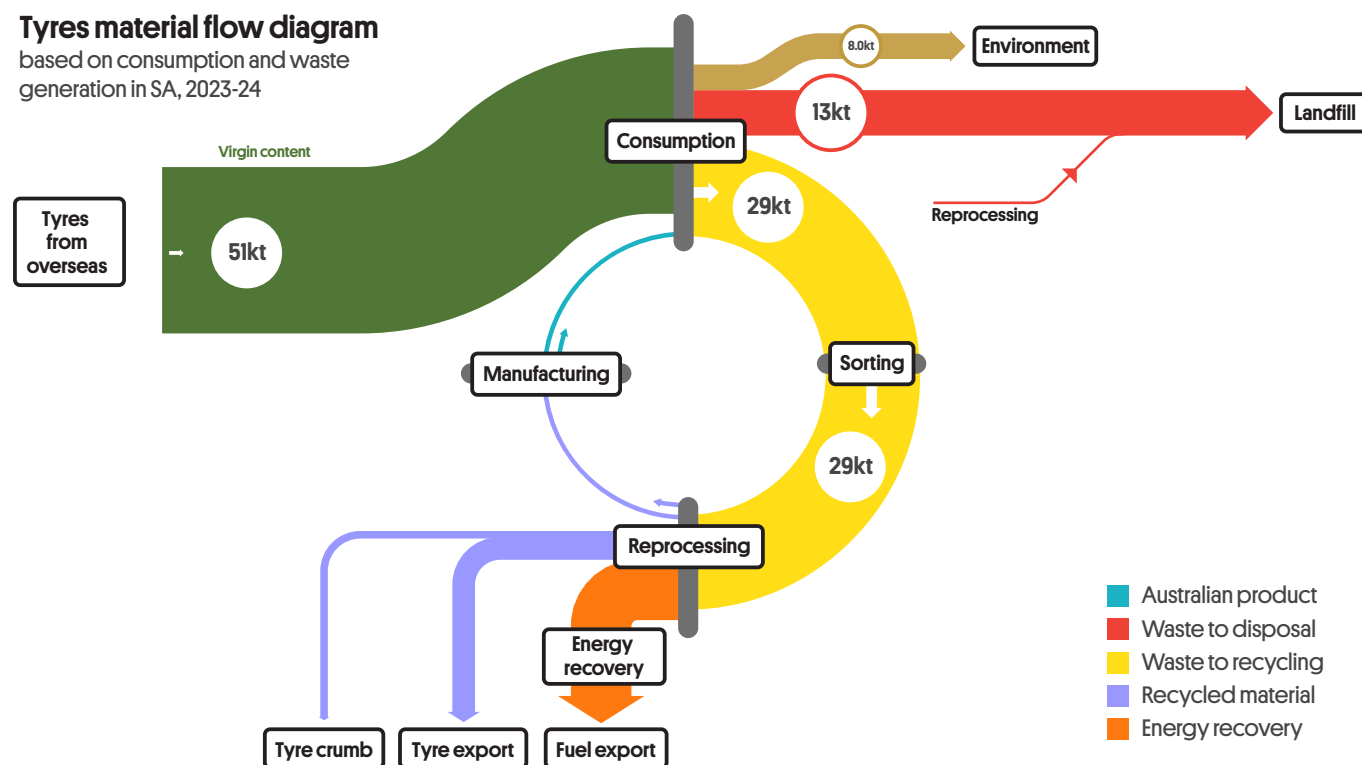 Tyres material flow diagram
based on consumption and waste
generation in SA, 2023-24
8.0kt
Environment
13kt
Landfill
Consumption
Virgin content
29kt
Reprocessing
Tyres
from
overseas
51kt
Manufacturing
Sorting
29kt
Reprocessing
Energy
recovery
Tyre crumb
Tyre export
Fuel export
Australian product
Waste to disposal
Waste to recycling
Recycled material
Energy recovery